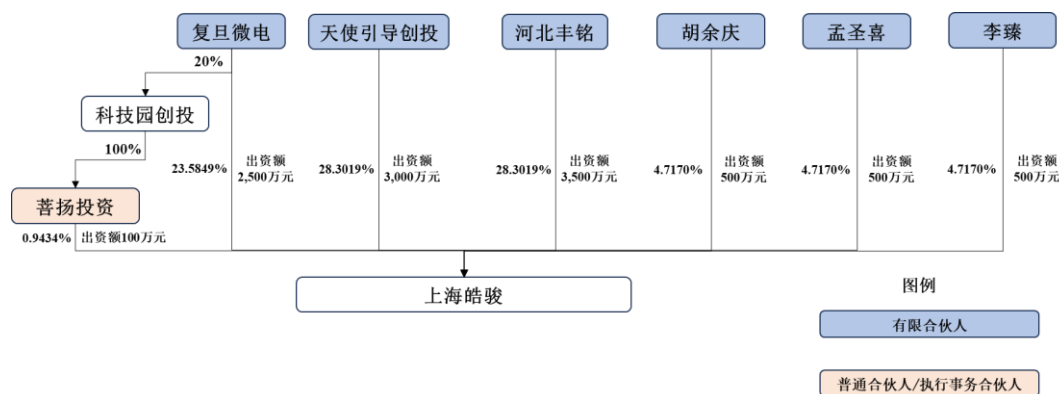 复旦微电
天使引导创投
河北丰铭
胡余庆
孟圣喜
李臻
20%
科技园创投
100%
23.5849%
出资额
2,500万元
28.3019%
出资额
3,000万元
28.3019%
出资额
3,500万元
4.7170%
出资额
500万元
4.7170%
出资额
500万元
4.7170%
出资额
500万元
菩扬投资
0.9434%
出资额100万元
上海皓骏
图例
有限合伙人
普通合伙人/执行事务合伙人